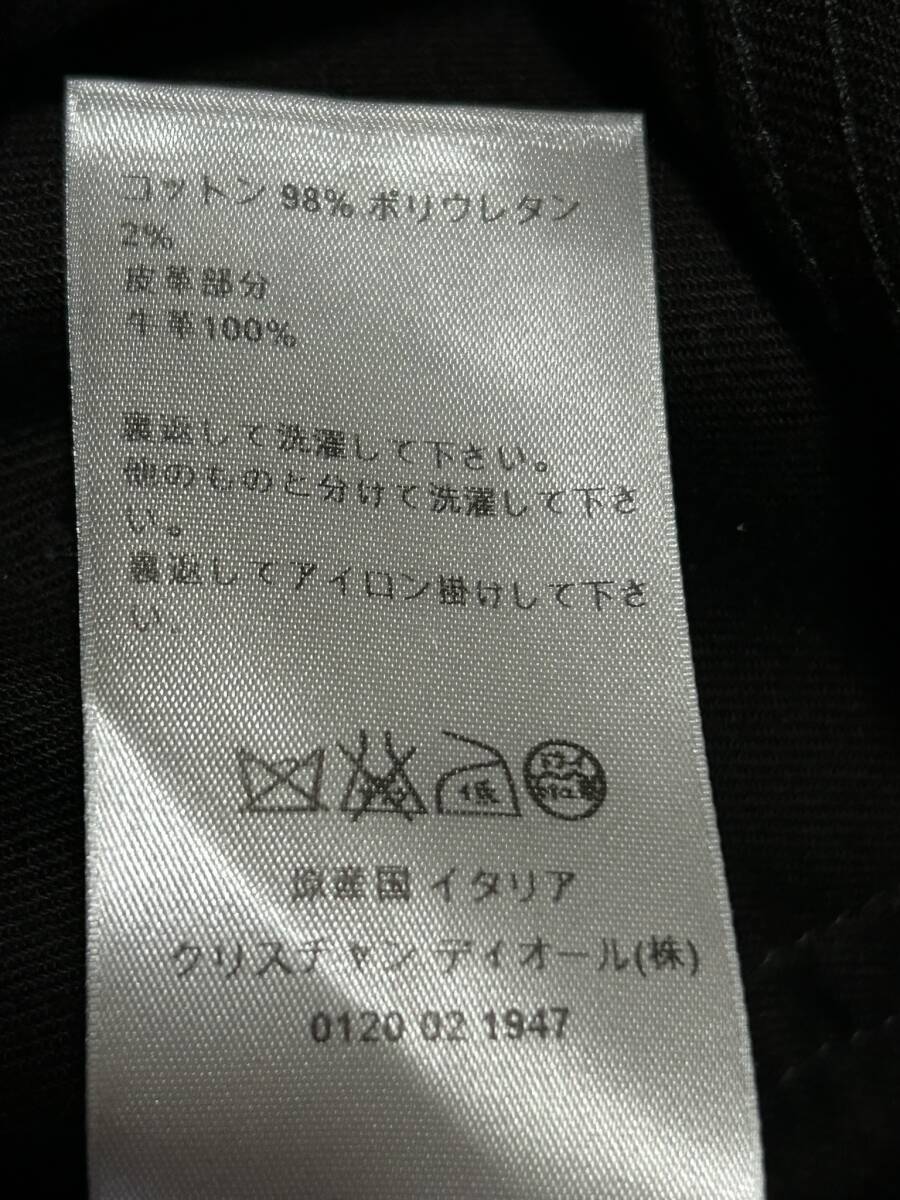 コットン 98% ポリウレタン
2%
皮革部分
牛革100%
裏返して洗濯して下さい。
他のものと分けて洗濯して下さ
い。
裏返してアイロン掛けして下さ
い。
低
原産国 イタリア
クリスチャン ディオール(株)
0120 02 1947